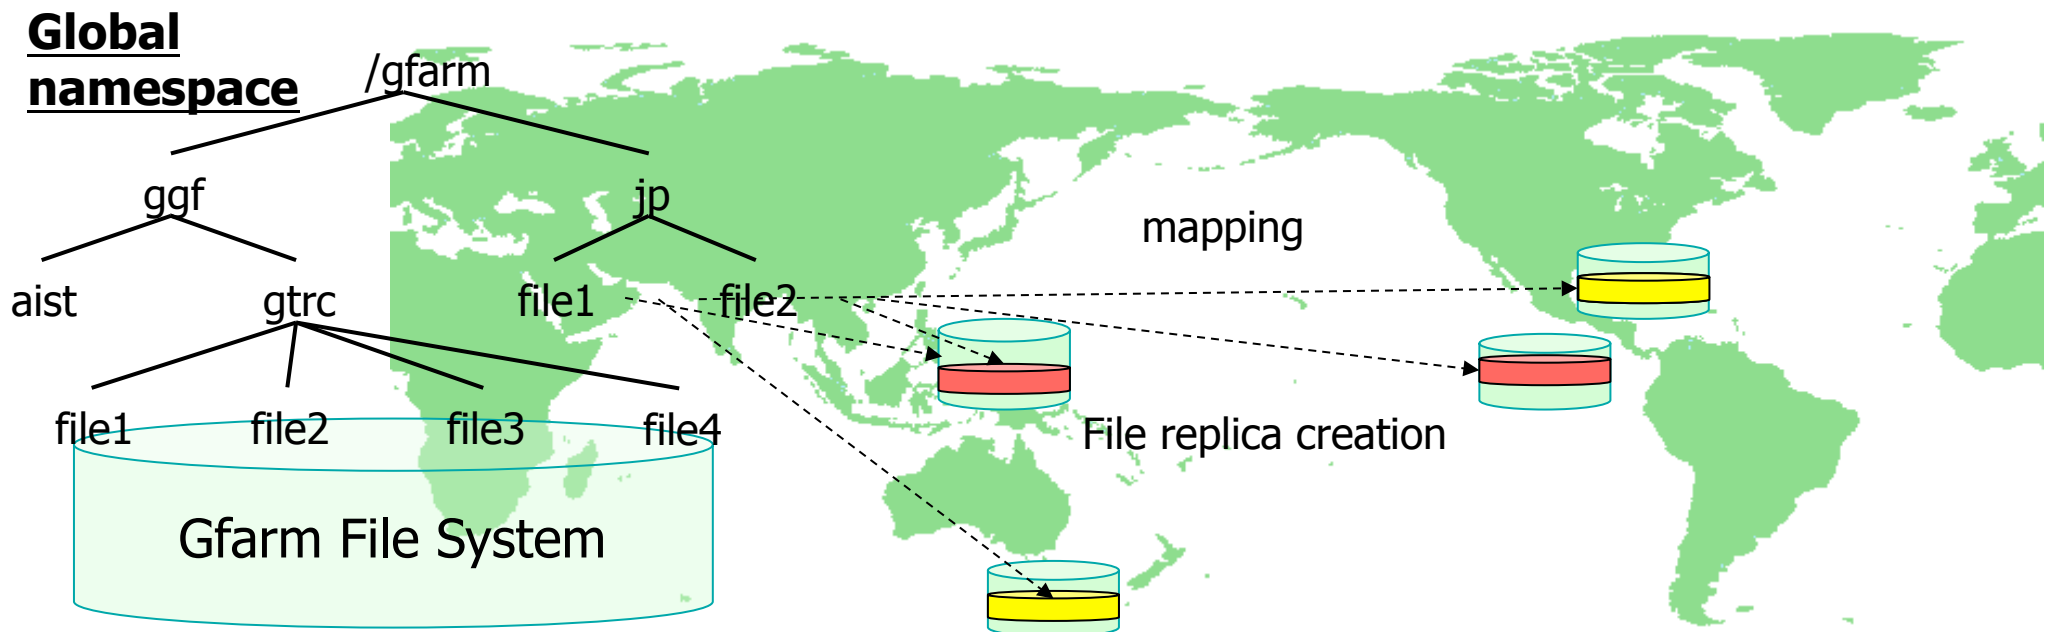 Global
namespace
/gfarm
ggf
jp
mapping
aist
gtrc
file1
file2
file1
file2
file3
file4
File replica creation
Gfarm File System